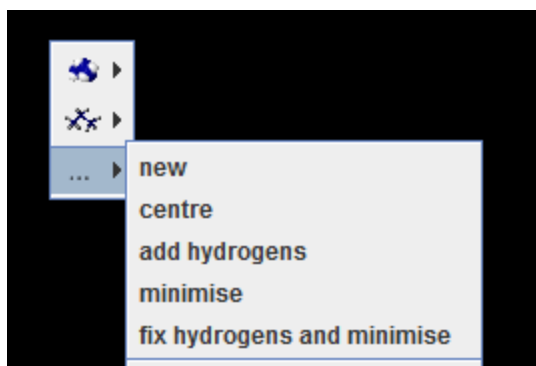 ...
new
centre
add hydrogens
minimise
fix hydrogens and minimise